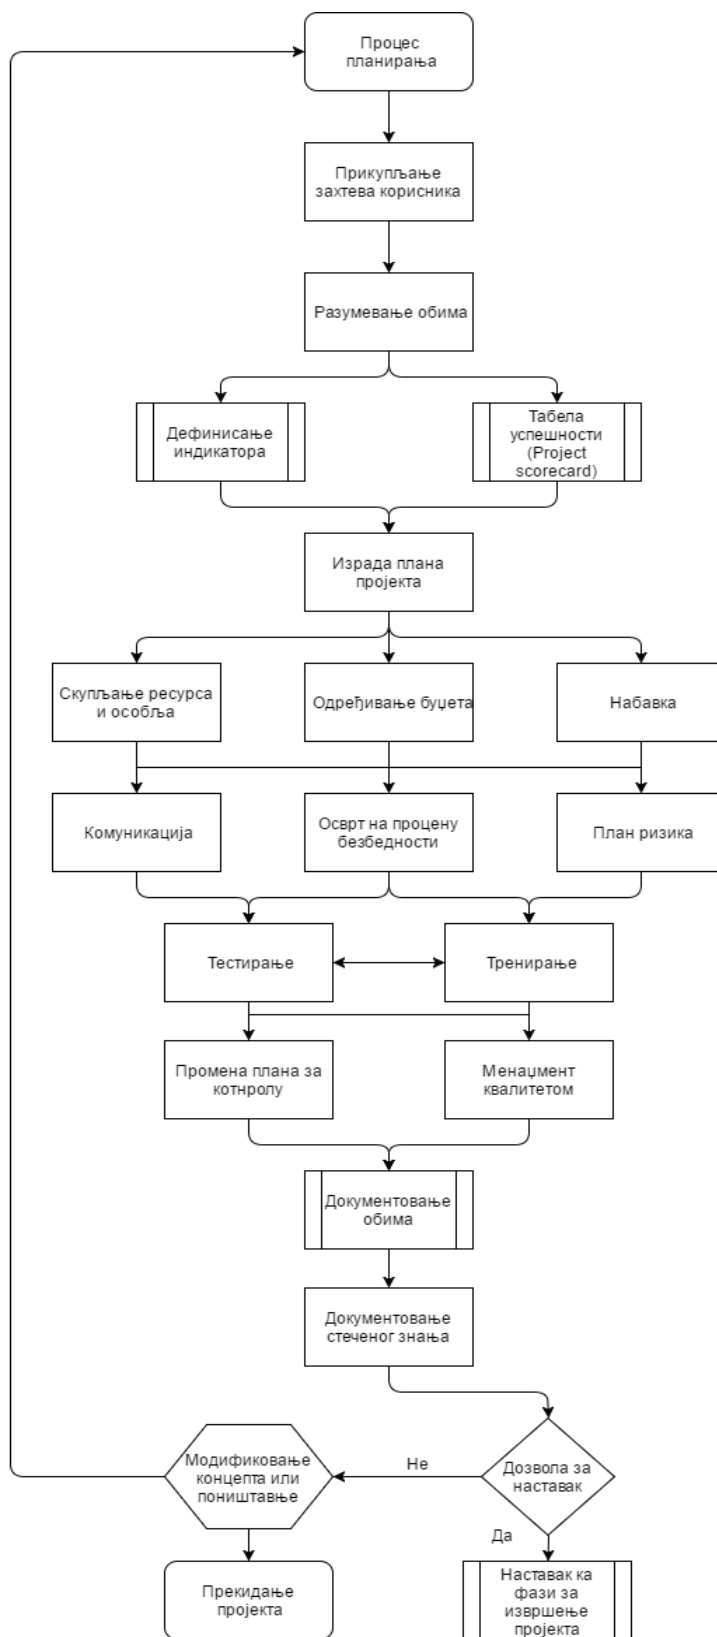 Процес
планирања
Прикупљање
захтева корисника
Разумевање обима
Дефинисање
индикатора
Табела
успешности
(Project
scorecard)
Израда плана
пројекта
Скупљање ресурса
и особља
Одређивање буџета
Набавка
Комуникација
Осврт на процену
безбедности
План ризика
Тестирање
Тренирање
Промена плана за
котнролу
Менаџмент
квалитетом
Документовање
обима
Документовање
стеченог знања
Модификовање
концепта или
поништавње
Не
Дозвола за
наставак
Да
Прекидање
пројекта
Наставак ка
фази за
извршење
пројекта